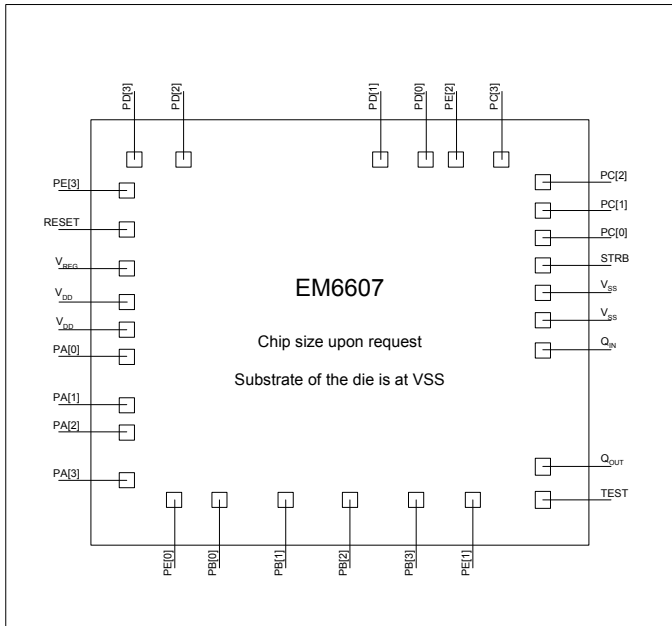 PD[3]
PD[2]
PD[1]
PD[0]
PE[2]
PC[3]
PE[3]
RESET
VREG
VDD
VDD
PA[0]
PA[1]
PA[2]
PA[3]
EM6607
Chip size upon request
Substrate of the die is at VSS
PC[2]
PC[1]
PC[0]
STRB
VSS
VSS
QIN
QOUT
TEST
PE[0]
PB[0]
PB[1]
PB[2]
PB[3]
PE[1]